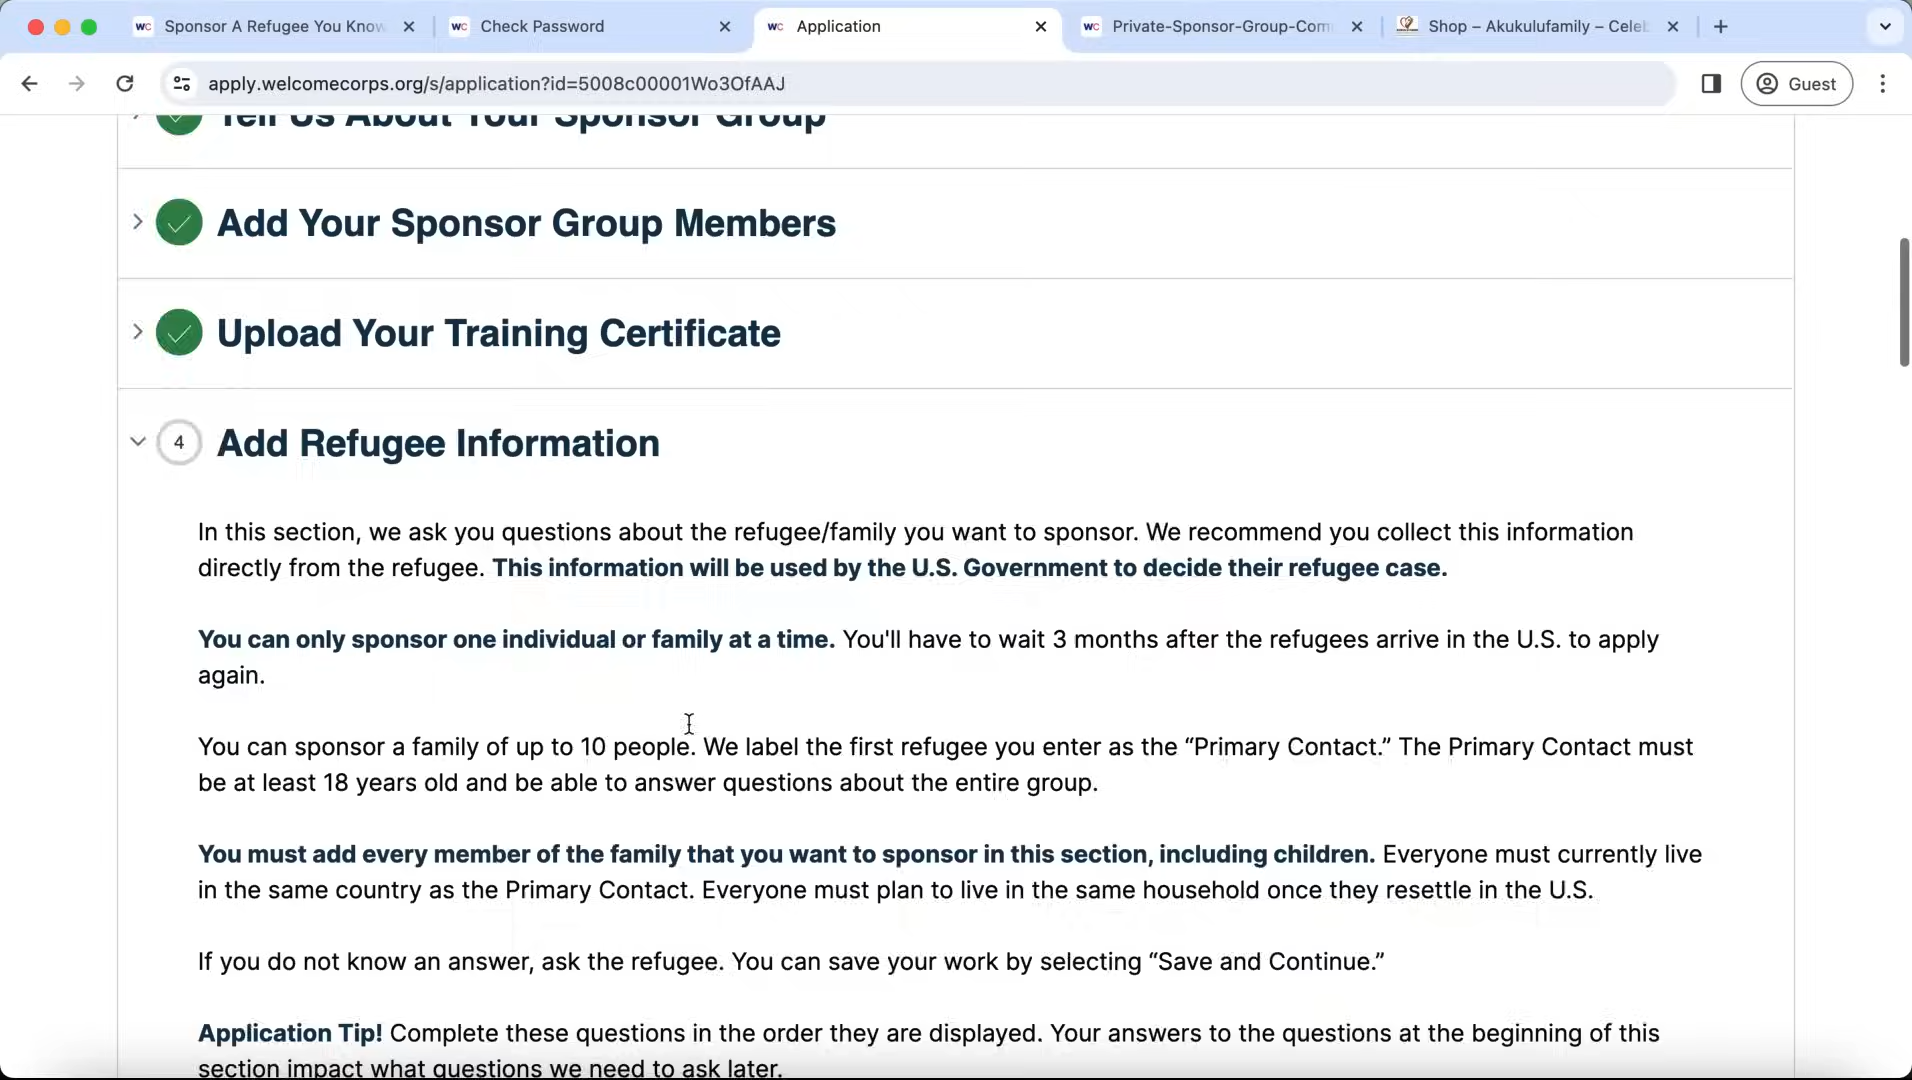 Sponsor A Refugee You Know
Check Password
Application
Private-Sponsor-Group-Com
Shop – Akukulufamily – Celeb
apply.welcomecorps.org/s/application?id=5008c00001Wo3OfAAJ
Guest
Tell Us About Your Sponsor Group
Add Your Sponsor Group Members
Upload Your Training Certificate
4 Add Refugee Information
In this section, we ask you questions about the refugee/family you want to sponsor. We recommend you collect this information
directly from the refugee. This information will be used by the U.S. Government to decide their refugee case.
You can only sponsor one individual or family at a time. You'll have to wait 3 months after the refugees arrive in the U.S. to apply
again.
You can sponsor a family of up to 10 people. We label the first refugee you enter as the “Primary Contact.” The Primary Contact must
be at least 18 years old and be able to answer questions about the entire group.
You must add every member of the family that you want to sponsor in this section, including children. Everyone must currently live
in the same country as the Primary Contact. Everyone must plan to live in the same household once they resettle in the U.S.
If you do not know an answer, ask the refugee. You can save your work by selecting “Save and Continue.”
Application Tip! Complete these questions in the order they are displayed. Your answers to the questions at the beginning of this
section impact what questions we need to ask later.